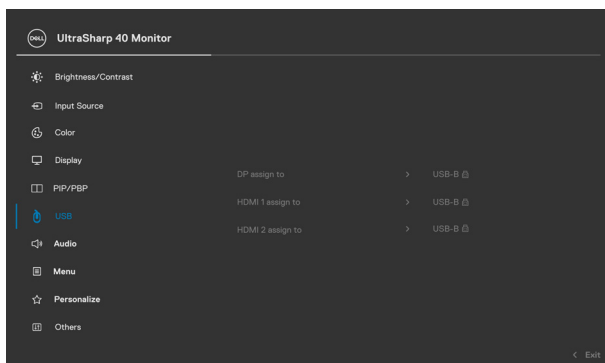 DELL
UltraSharp 40 Monitor
Brightness/Contrast
Input Source
Color
Display
DP assign to > USB-B
PIP/PBP
HDMI 1 assign to > USB-B
USB
HDMI 2 assign to > USB-B
Audio
Menu
Personalize
Others
< Exit